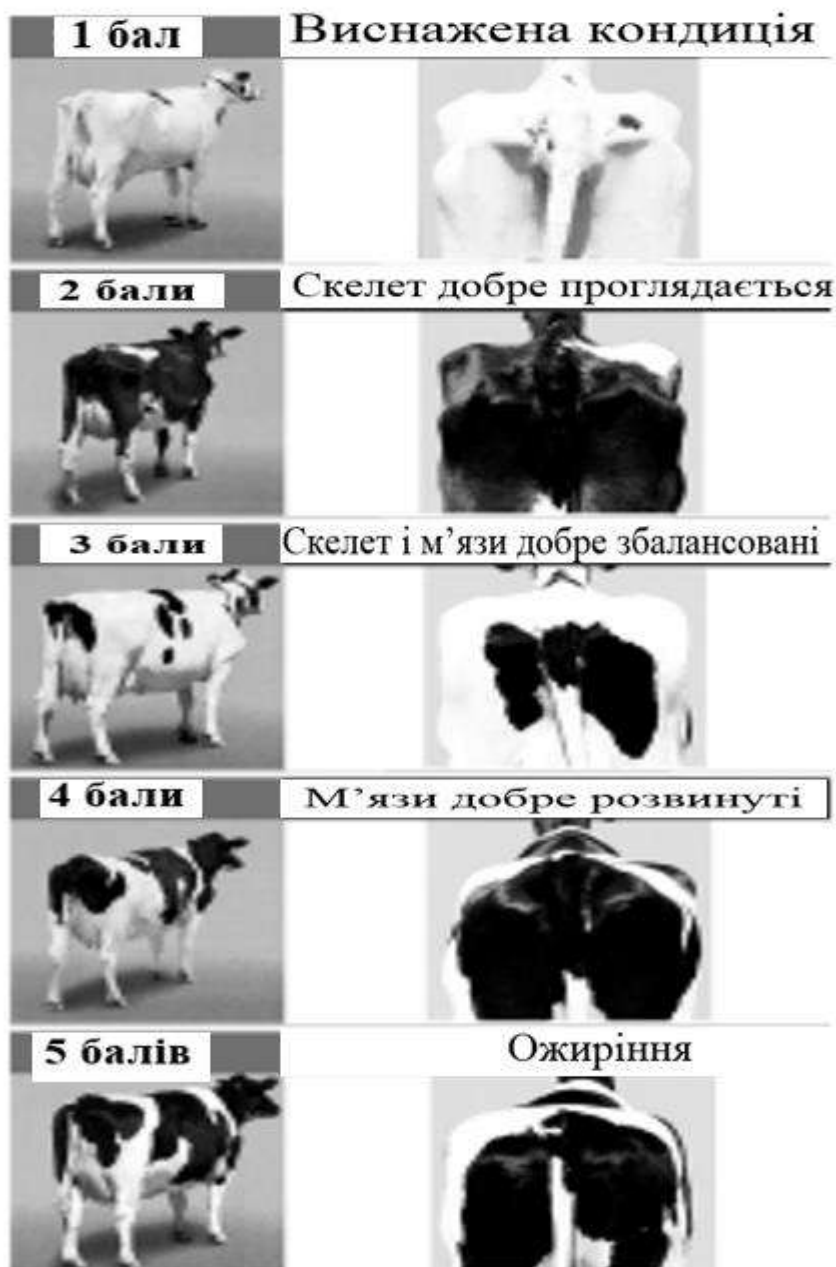 1 бал
Виснажена кондиція
2 бали
Скелет добре проглядається
3 бали
Скелет і м’язи добре збалансовані
4 бали
М’язи добре розвинуті
5 балів
Ожиріння